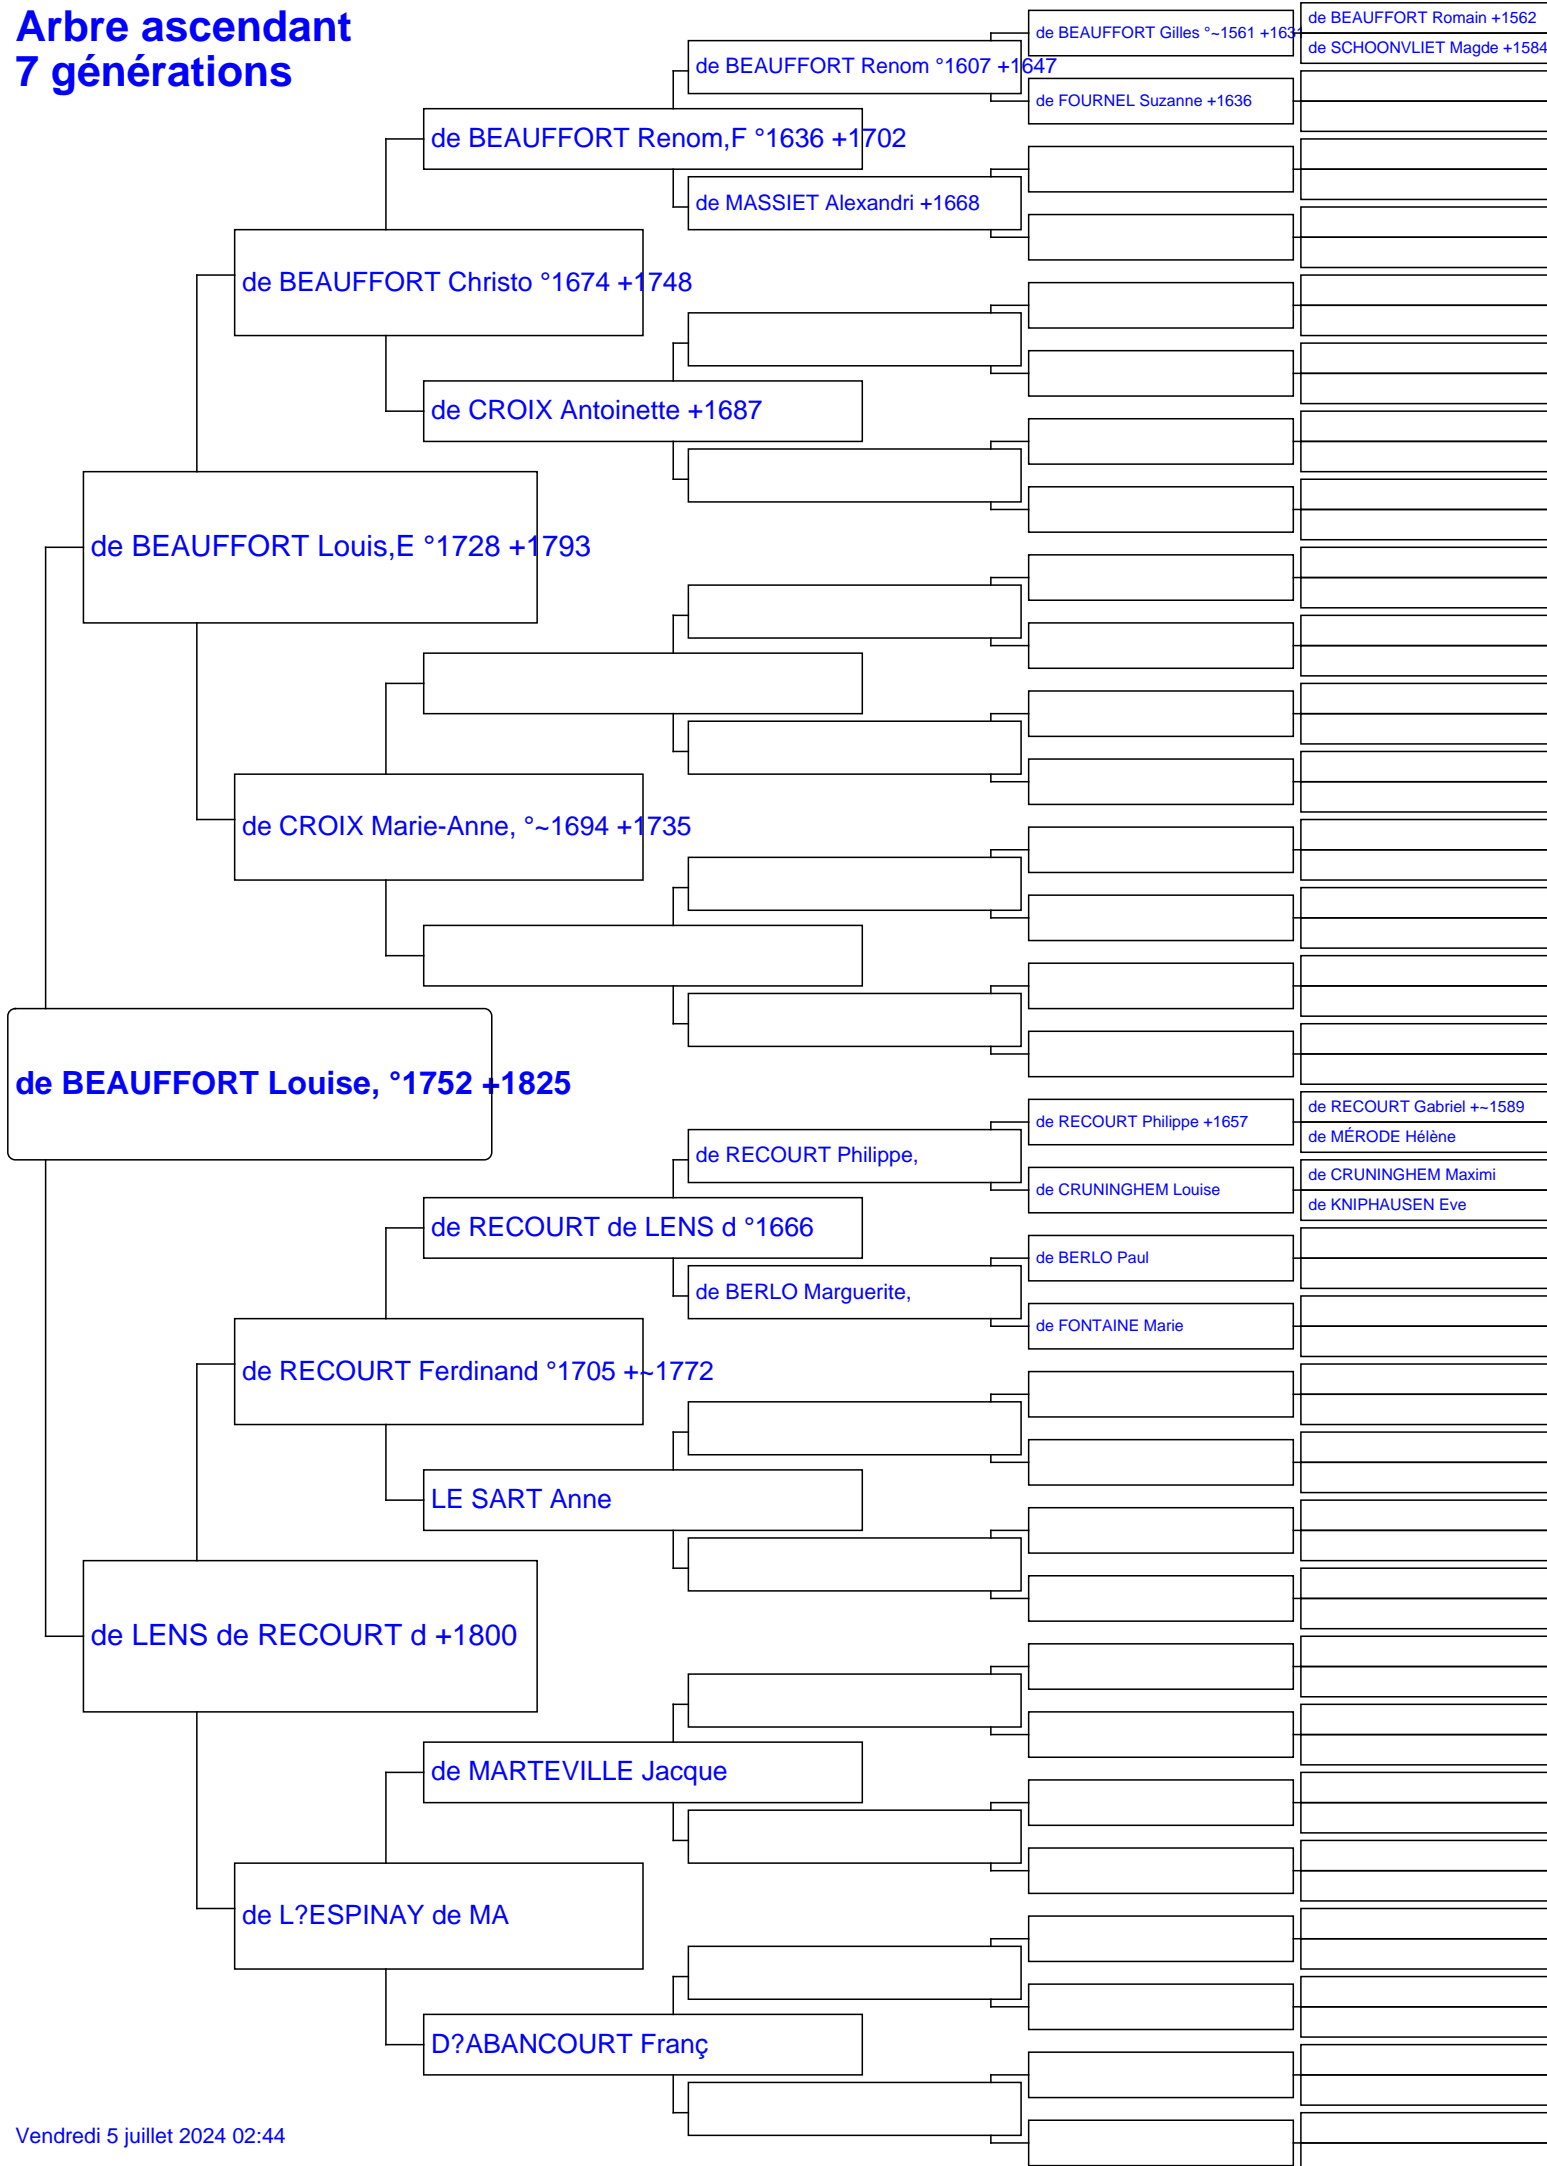 Arbre ascendant
7 générations
de BEAUFFORT Romain +1562
de BEAUFFORT Gilles °~1561 +163
de SCHOONVLIET Magde +1584
de BEAUFFORT Renom °1607 +1647
de FOURNEL Suzanne +1636
de BEAUFFORT Renom,F °1636 +1702
de MASSIET Alexandri +1668
de BEAUFFORT Christo °1674 +1748
de CROIX Antoinette +1687
de BEAUFFORT Louis,E °1728 +1793
de CROIX Marie-Anne, °~1694 +1735
de BEAUFFORT Louise, °1752 +1825
de RECOURT Gabriel +~1589
de RECOURT Philippe +1657
de MÉRODE Hélène
de RECOURT Philippe,
de CRUNINGHEM Maximi
de CRUNINGHEM Louise
de KNIPHAUSEN Eve
de RECOURT de LENS d °1666
de BERLO Paul
de BERLO Marguerite,
de FONTAINE Marie
de RECOURT Ferdinand °1705 +~1772
LE SART Anne
de LENS de RECOURT d +1800
de MARTEVILLE Jacque
de L?ESPINAY de MA
D?ABANCOURT Franç
Vendredi 5 juillet 2024 02:44